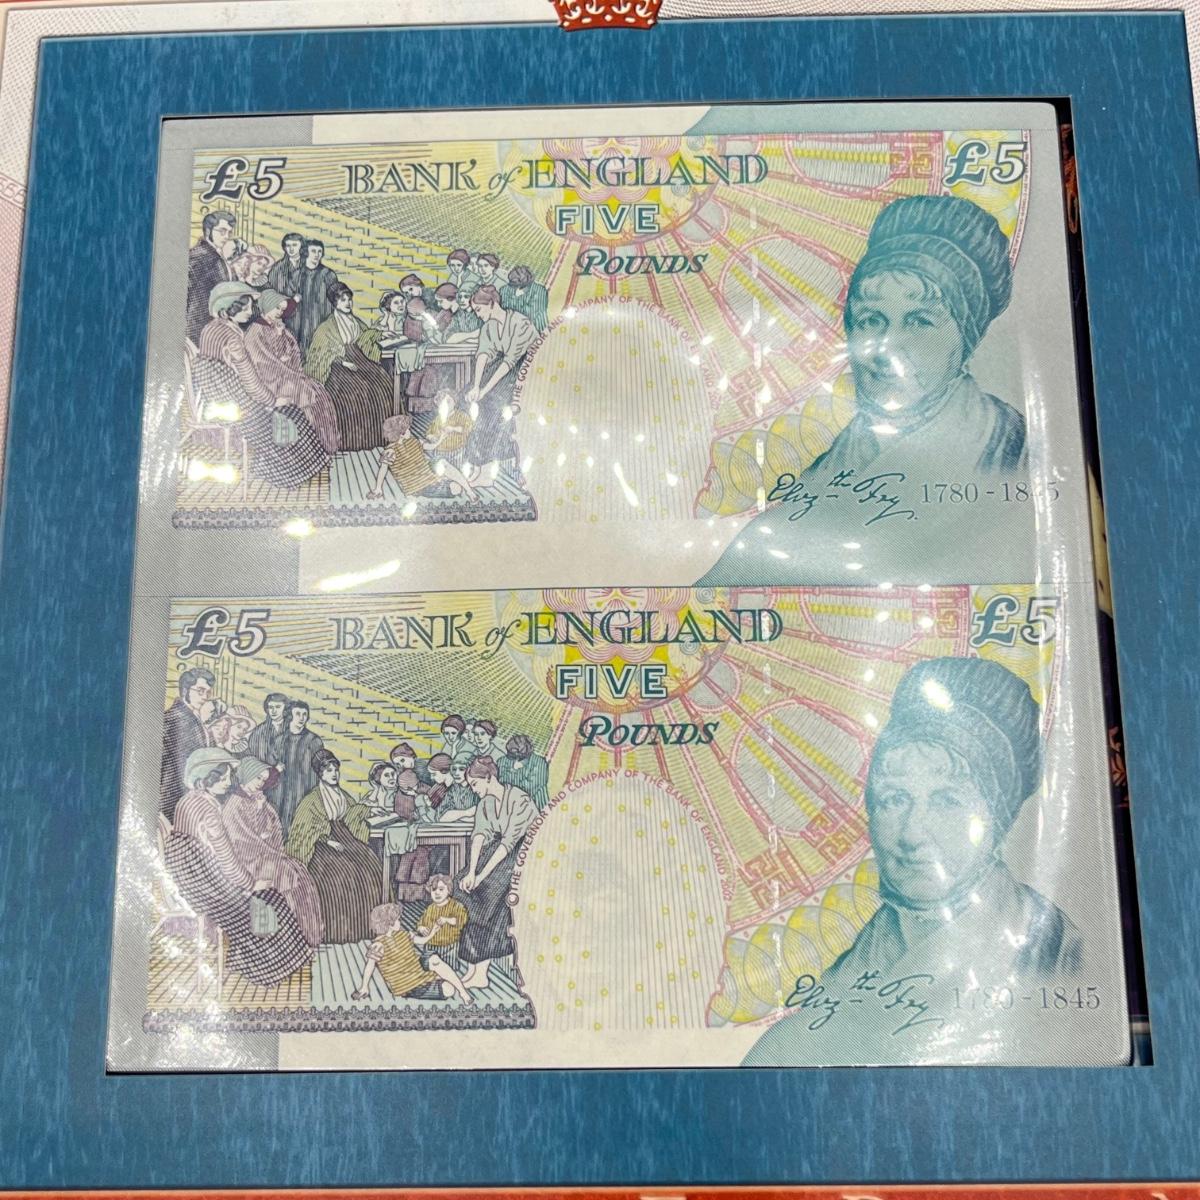 £5 BANK of ENGLAND £5
FIVE
POUNDS
© THE GOVERNOR AND COMPANY OF THE BANK OF ENGLAND
Eliz.th Fry. 1780 - 1845
£5 BANK of ENGLAND £5
FIVE
POUNDS
© THE GOVERNOR AND COMPANY OF THE BANK OF ENGLAND 2002
Eliz.th Fry. 1780 - 1845